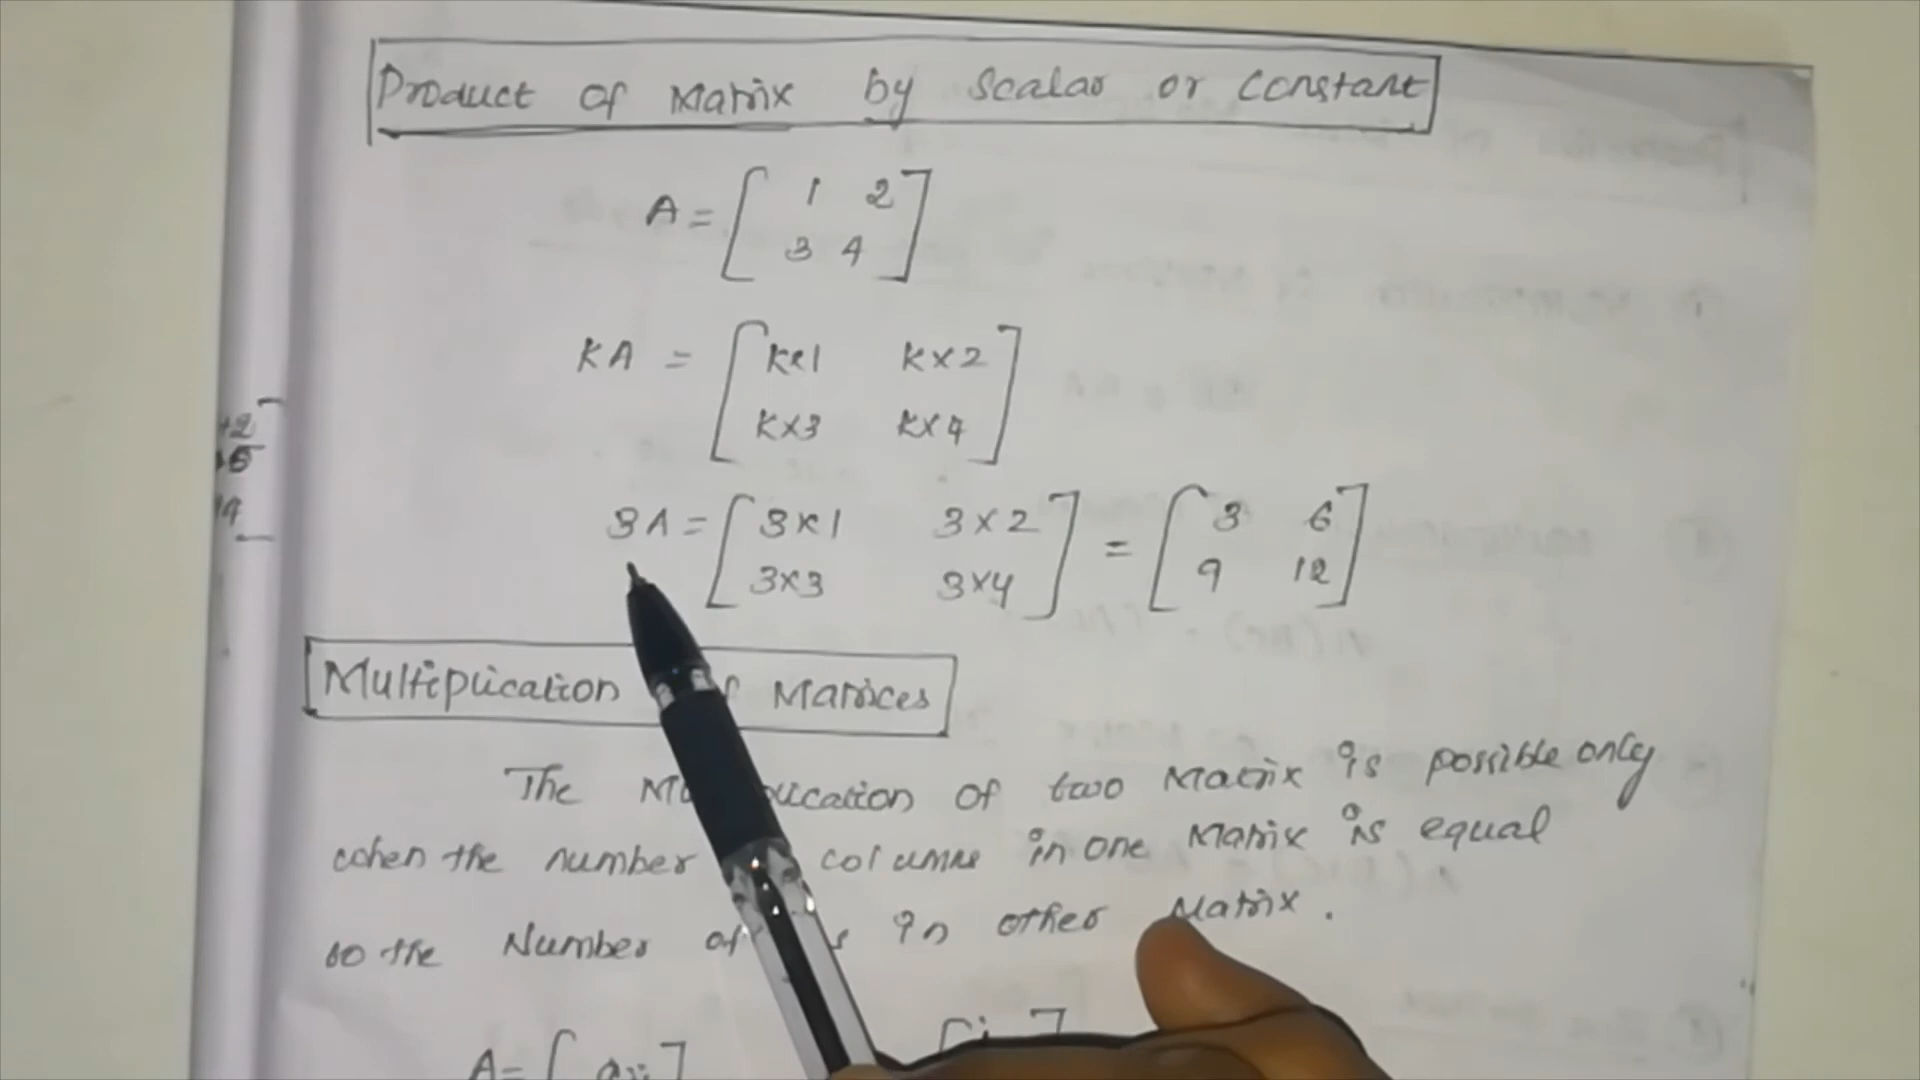 Product of Matrix by Scalar or Constant
A = [ 1 2
3 4 ]
KA = [ K×1 K×2
K×3 K×4 ]
3A = [ 3×1 3×2
3×3 3×4 ] = [ 3 6
9 12 ]
Multiplication Matrices
The of two Matrix is possible only
when the number columns in one Matrix is equal
to the Number of in other Matrix.
A = [